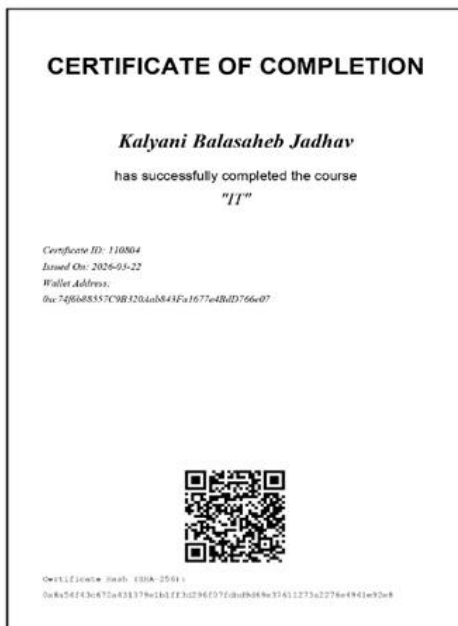 CERTIFICATE OF COMPLETION
Kalyani Balasaheb Jadhav
has successfully completed the course
"IT"
Certificate ID: 110804
Issued On: 2026-03-22
Wallet Address:
Certificate Hash (SHA-256):